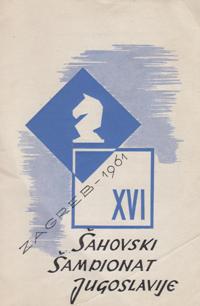 ZAGREB - 1961
XVI
ŠAHOVSKI
ŠAMPIONAT
JUGOSLAVIJE